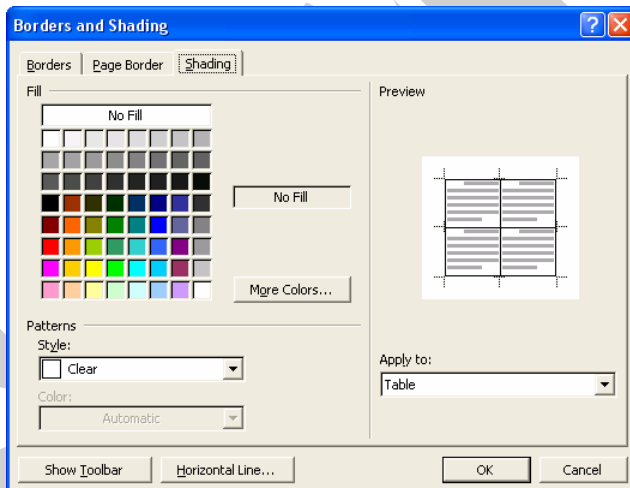 Borders and Shading
Borders
Page Border
Shading
Fill
No Fill
No Fill
More Colors...
Patterns
Style:
Clear
Color:
Automatic
Preview
Apply to:
Table
Show Toolbar
Horizontal Line...
OK
Cancel